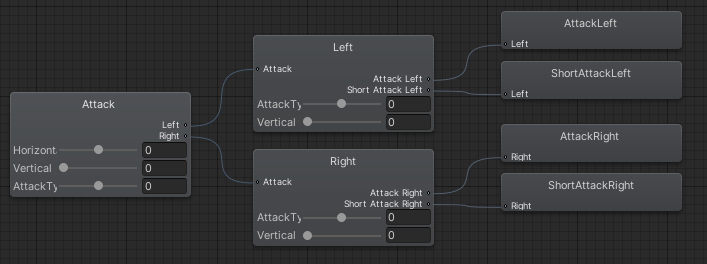 Attack
Left
Right
Horizont
0
Vertical
0
AttackTy
0
Left
Attack
Attack Left
Short Attack Left
AttackTy
0
Vertical
0
Right
Attack
Attack Right
Short Attack Right
AttackTy
0
Vertical
0
AttackLeft
Left
ShortAttackLeft
Left
AttackRight
Right
ShortAttackRight
Right